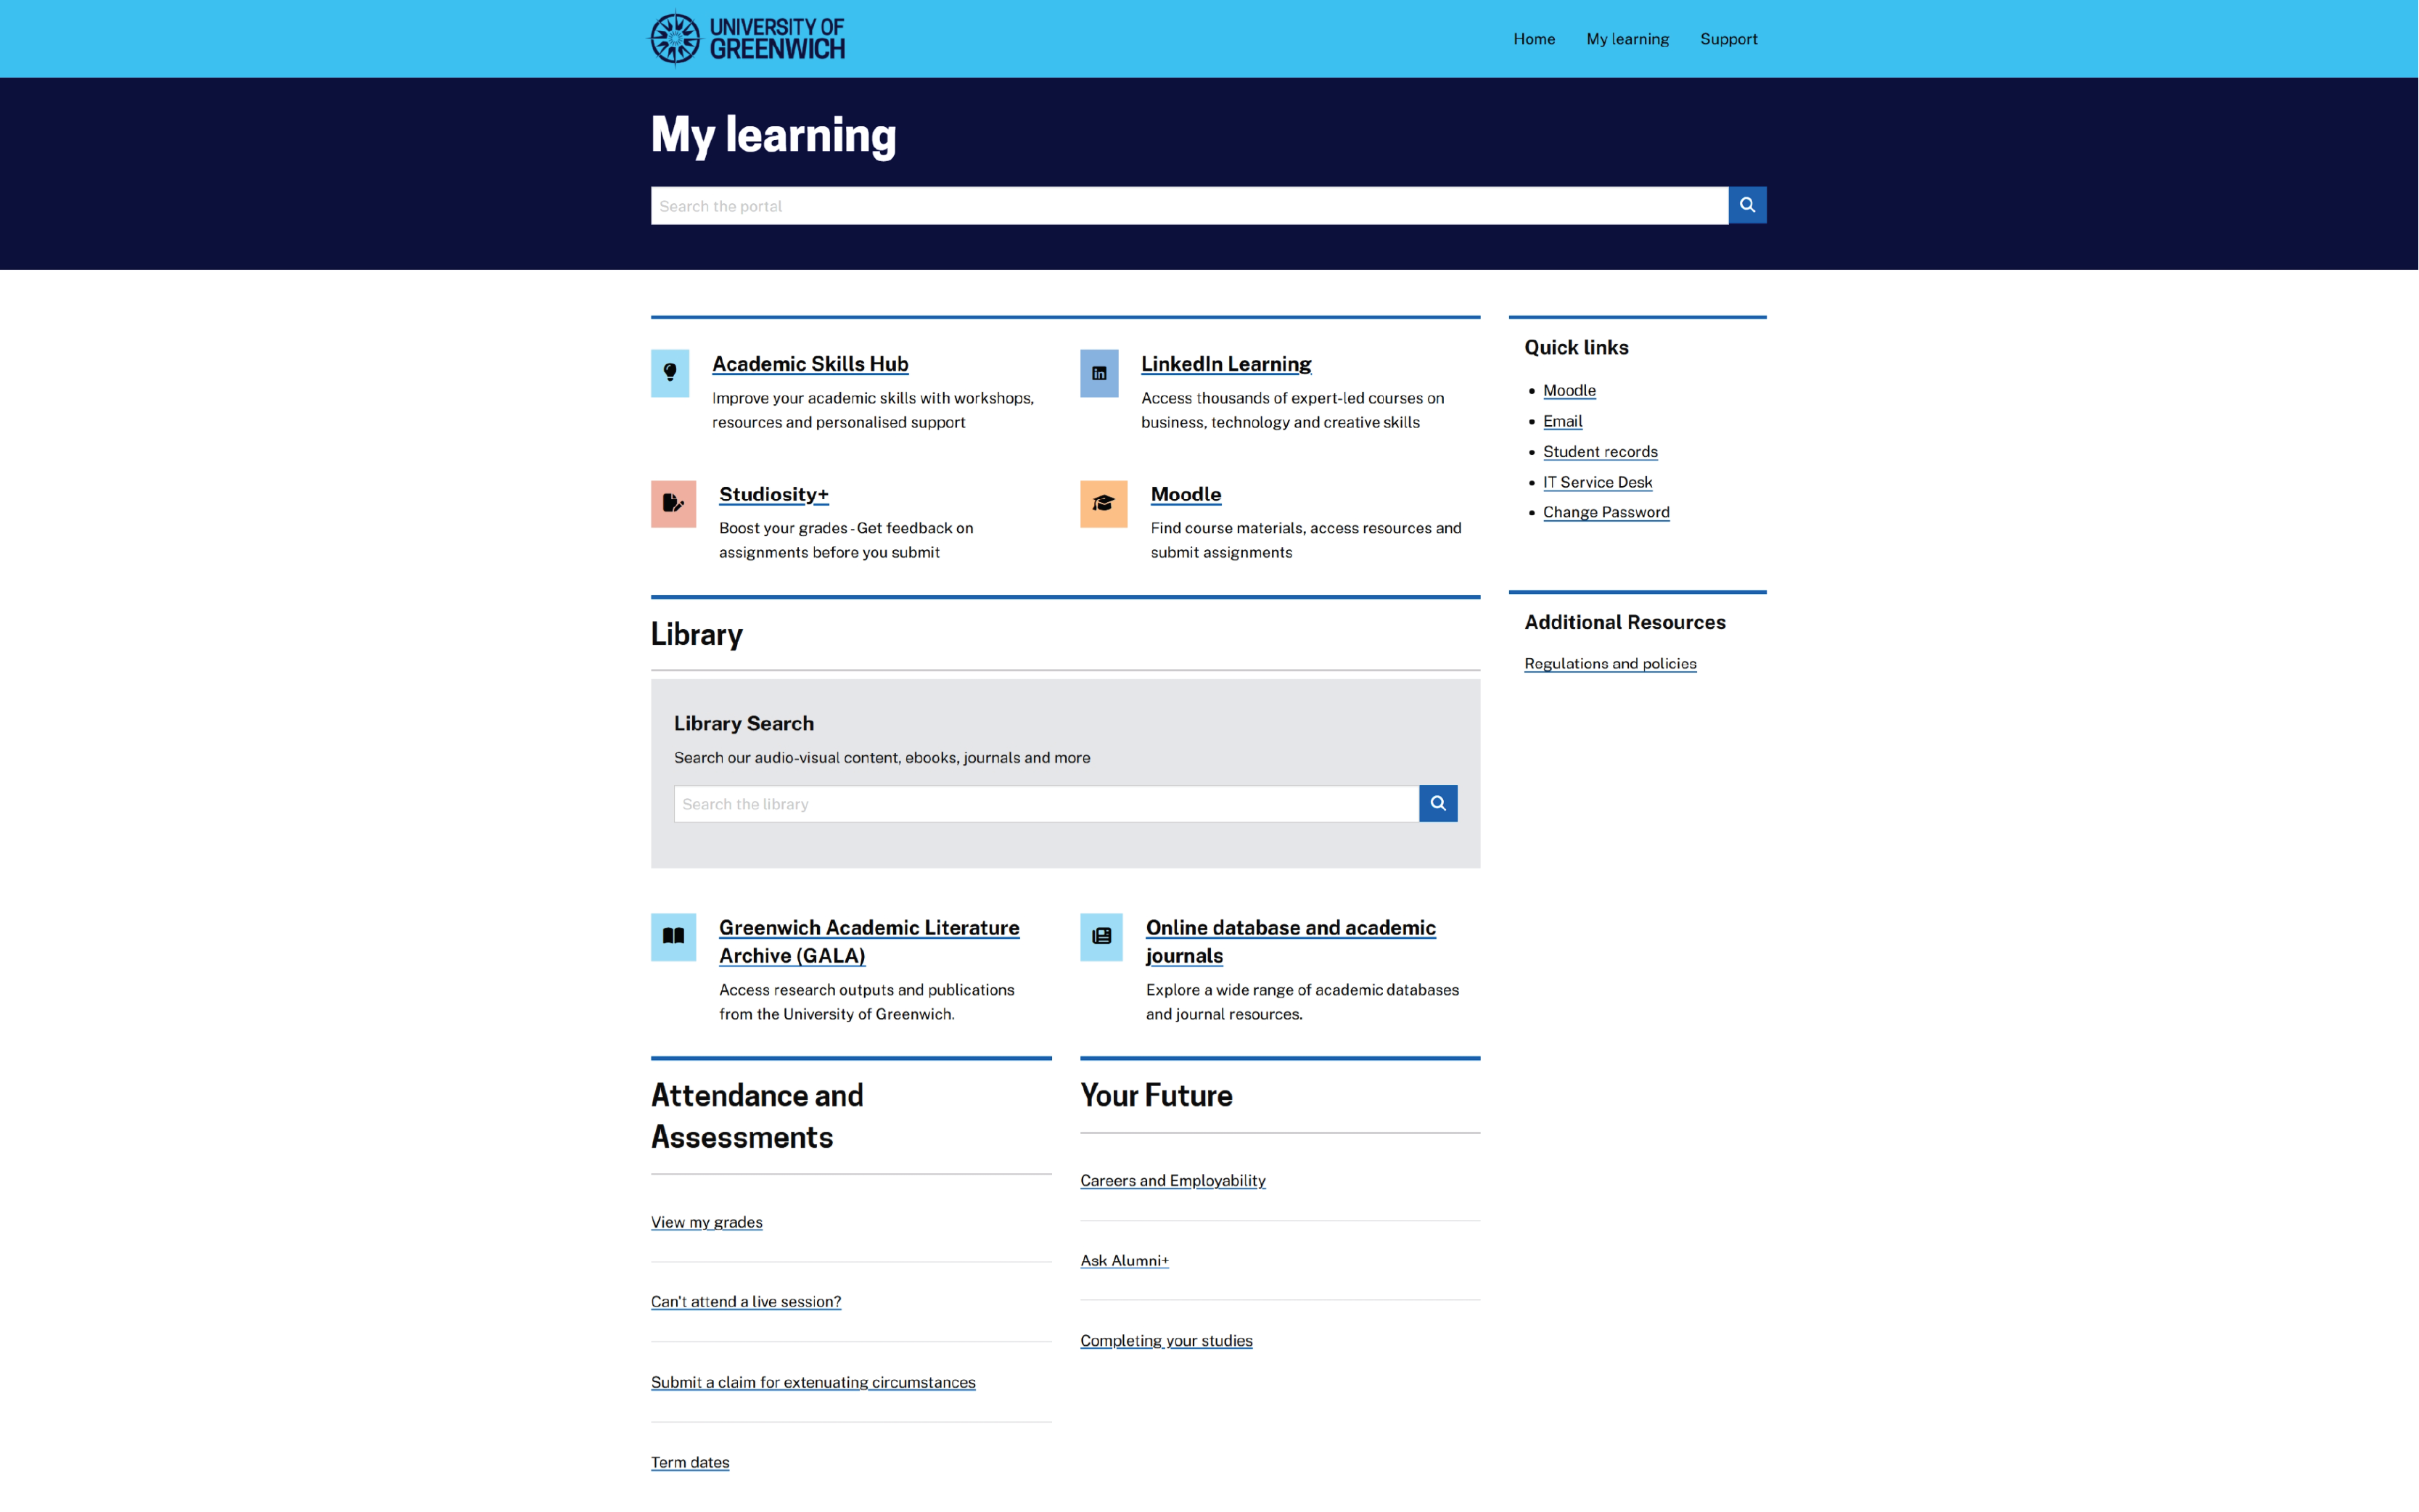 UNIVERSITY OF
GREENWICH
Home
My learning
Support
My learning
Search the portal
Academic Skills Hub
Improve your academic skills with workshops,
resources and personalised support
LinkedIn Learning
Access thousands of expert-led courses on
business, technology and creative skills
Studiosity+
Boost your grades - Get feedback on
assignments before you submit
Moodle
Find course materials, access resources and
submit assignments
Quick links
Moodle
Email
Student records
IT Service Desk
Change Password
Additional Resources
Regulations and policies
Library
Library Search
Search our audio-visual content, ebooks, journals and more
Search the library
Greenwich Academic Literature
Archive (GALA)
Access research outputs and publications
from the University of Greenwich.
Online database and academic
journals
Explore a wide range of academic databases
and journal resources.
Attendance and
Assessments
View my grades
Can't attend a live session?
Submit a claim for extenuating circumstances
Term dates
Your Future
Careers and Employability
Ask Alumni+
Completing your studies